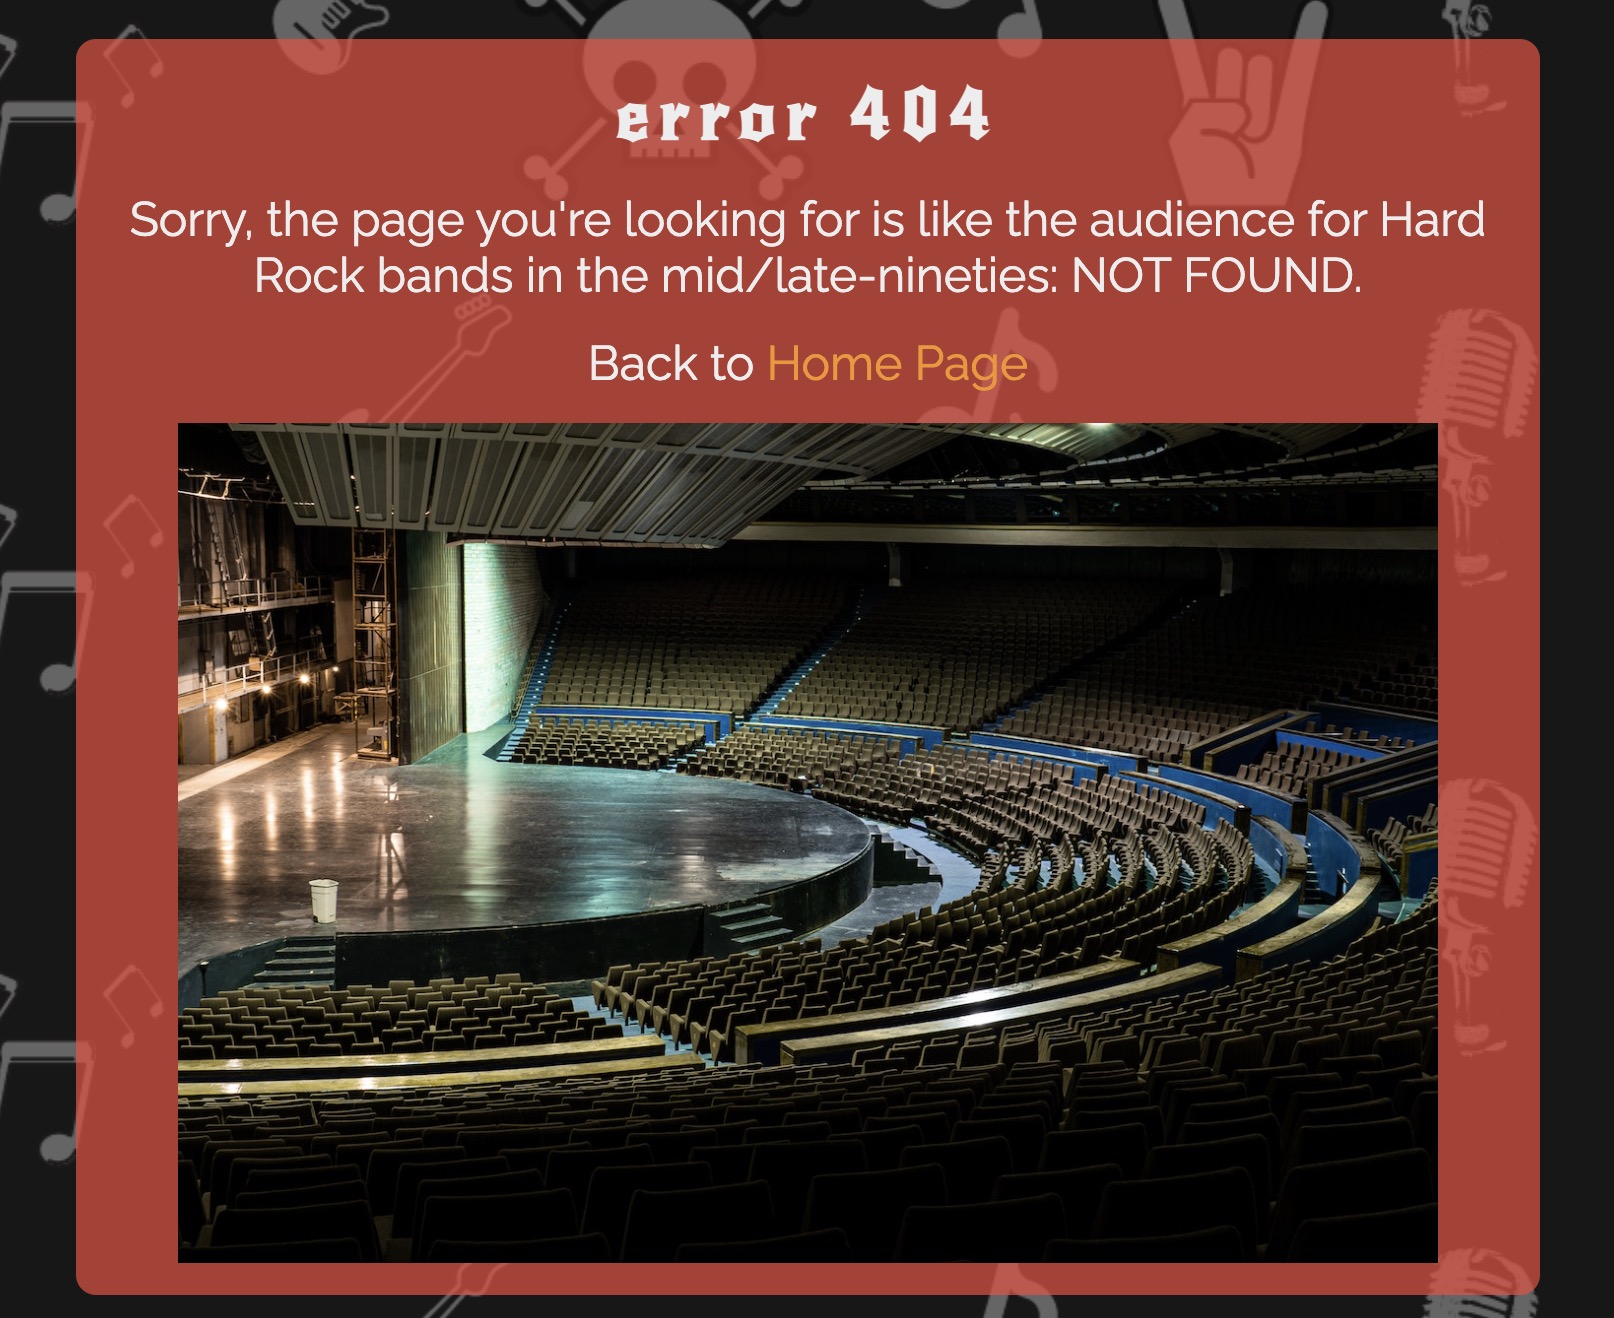 error 404
Sorry, the page you're looking for is like the audience for Hard
Rock bands in the mid/late-nineties: NOT FOUND.
Back to Home Page